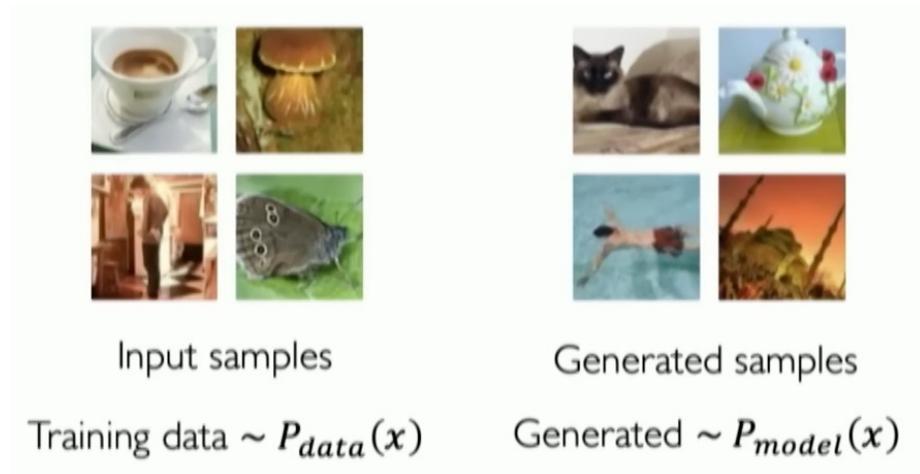 Input samples
Generated samples
Training data ~ P_data(x)
Generated ~ P_model(x)